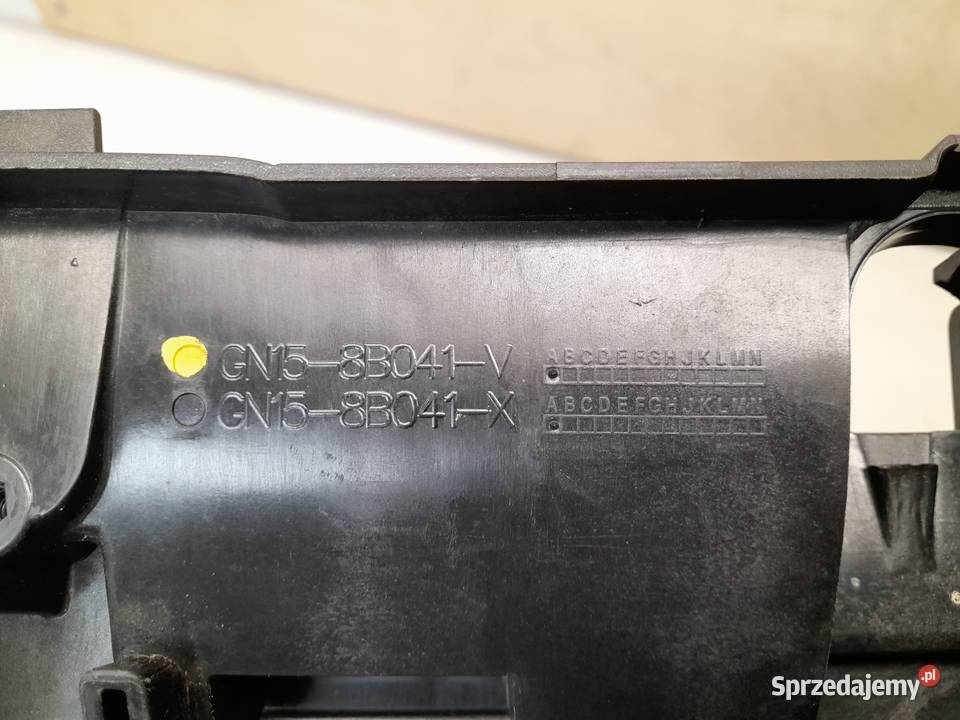 GN15-8B041-V
ABCDEFGHJKLMN
GN15-8B041-X
ABCDEFGHJKLMN
Sprzedajemy.pl